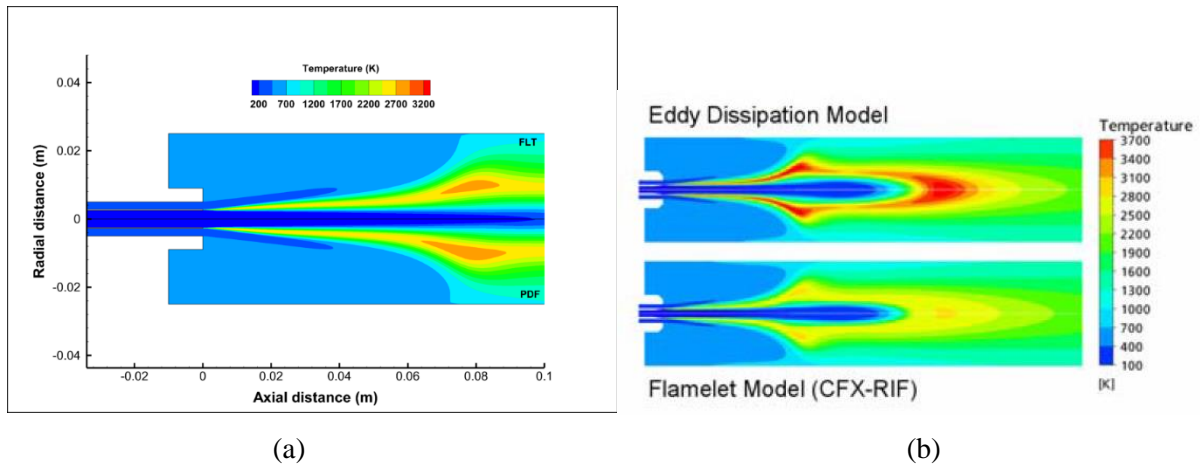 Temperature (K)
200 700 1200 1700 2200 2700 3200
0.04
0.02
0
-0.02
-0.04
Radial distance (m)
FLT
PDF
-0.02 0 0.02 0.04 0.06 0.08 0.1
Axial distance (m)
(a)
Eddy Dissipation Model
Temperature
3700
3400
3100
2800
2500
2200
1900
1600
1300
1000
700
400
100
[K]
Flamelet Model (CFX-RIF)
(b)